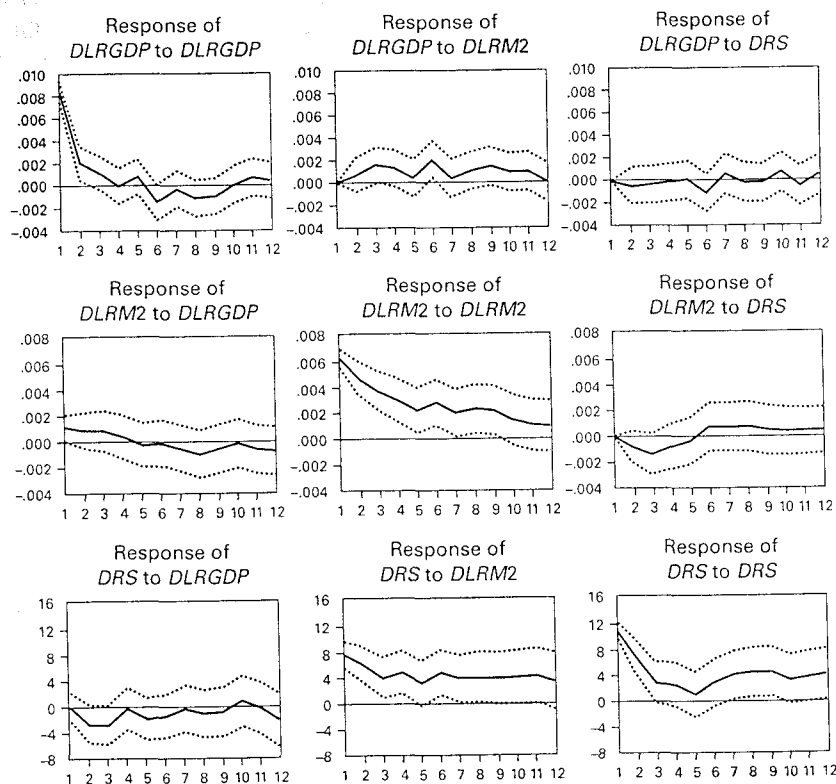 Response of
DLRGDP to DLRGDP
.010
.008
.006
.004
.002
.000
-.002
-.004
1 2 3 4 5 6 7 8 9 10 11 12
Response of
DLRGDP to DLRM2
.010
.008
.006
.004
.002
.000
-.002
-.004
1 2 3 4 5 6 7 8 9 10 11 12
Response of
DLRGDP to DRS
.010
.008
.006
.004
.002
.000
-.002
-.004
1 2 3 4 5 6 7 8 9 10 11 12
Response of
DLRM2 to DLRGDP
.008
.006
.004
.002
.000
-.002
-.004
1 2 3 4 5 6 7 8 9 10 11 12
Response of
DLRM2 to DLRM2
.008
.006
.004
.002
.000
-.002
-.004
1 2 3 4 5 6 7 8 9 10 11 12
Response of
DLRM2 to DRS
.008
.006
.004
.002
.000
-.002
-.004
1 2 3 4 5 6 7 8 9 10 11 12
Response of
DRS to DLRGDP
16
12
8
4
0
-4
-8
1 2 3 4 5 6 7 8 9 10 11 12
Response of
DRS to DLRM2
16
12
8
4
0
-4
-8
1 2 3 4 5 6 7 8 9 10 11 12
Response of
DRS to DRS
16
12
8
4
0
-4
-8
1 2 3 4 5 6 7 8 9 10 11 12